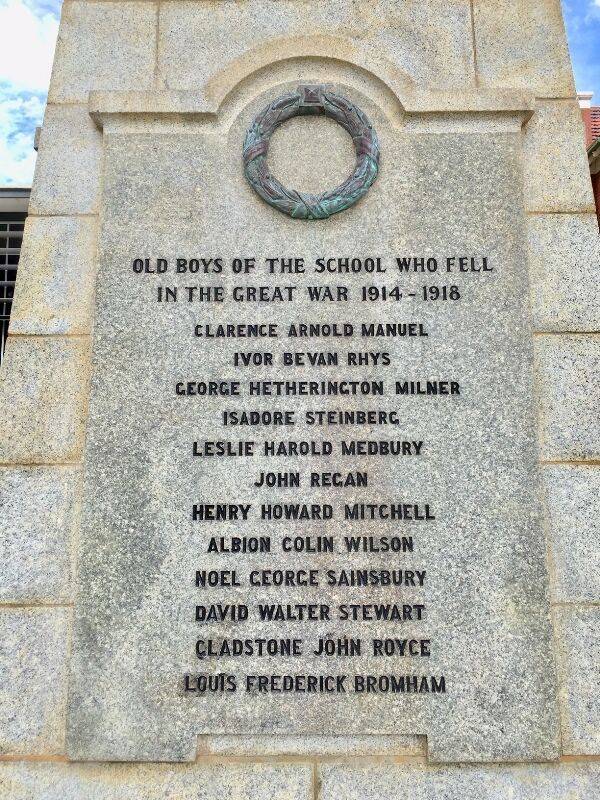 OLD BOYS OF THE SCHOOL WHO FELL
IN THE GREAT WAR 1914 - 1918
CLARENCE ARNOLD MANUEL
IVOR BEVAN RHYS
GEORGE HETHERINGTON MILNER
ISADORE STEINBERG
LESLIE HAROLD MEDBURY
JOHN REGAN
HENRY HOWARD MITCHELL
ALBION COLIN WILSON
NOEL GEORGE SAINSBURY
DAVID WALTER STEWART
GLADSTONE JOHN ROYCE
LOUIS FREDERICK BROMHAM